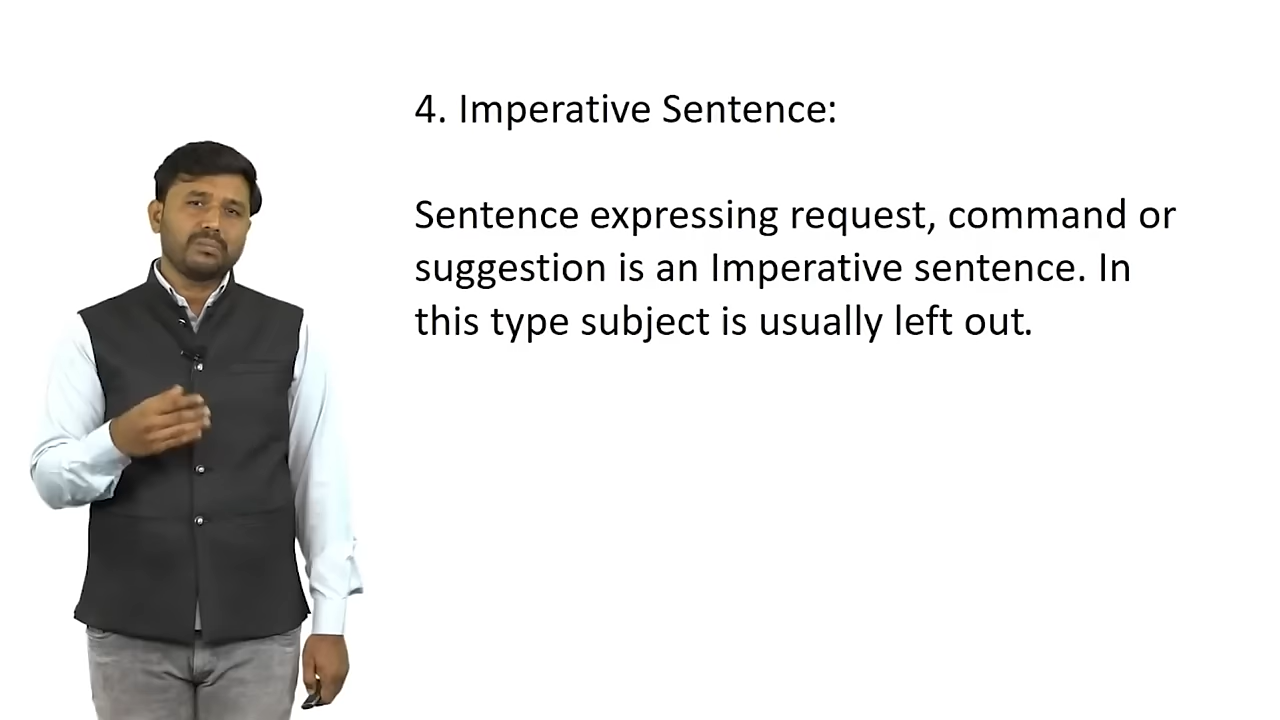 4. Imperative Sentence:
Sentence expressing request, command or
suggestion is an Imperative sentence. In
this type subject is usually left out.